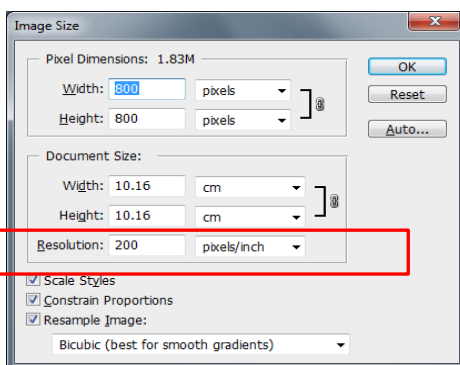 Image Size
Pixel Dimensions: 1.83M
OK
Width: 800 pixels
Reset
Height: 800 pixels
Auto...
Document Size:
Width: 10.16 cm
Height: 10.16 cm
Resolution: 200 pixels/inch
Scale Styles
Constrain Proportions
Resample Image:
Bicubic (best for smooth gradients)